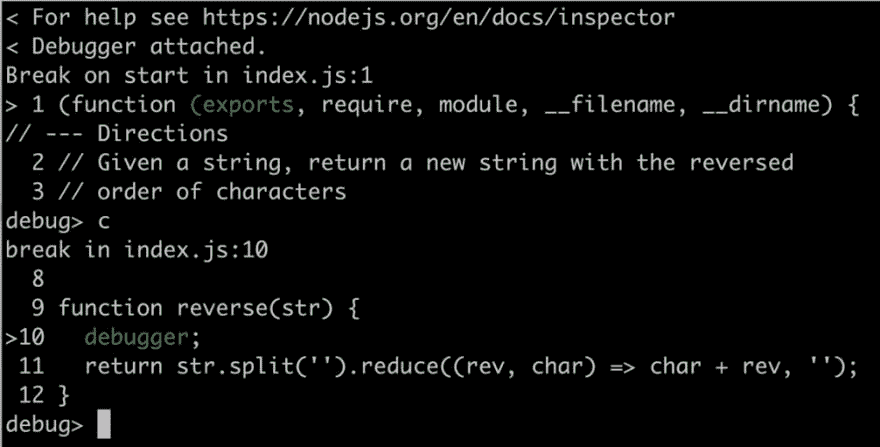 < For help see https://nodejs.org/en/docs/inspector
< Debugger attached.
Break on start in index.js:1
> 1 (function (exports, require, module, __filename, __dirname) {
// --- Directions
  2 // Given a string, return a new string with the reversed
  3 // order of characters
debug> c
break in index.js:10
  8
  9 function reverse(str) {
>10   debugger;
 11   return str.split('').reduce((rev, char) => char + rev, '');
 12 }
debug>